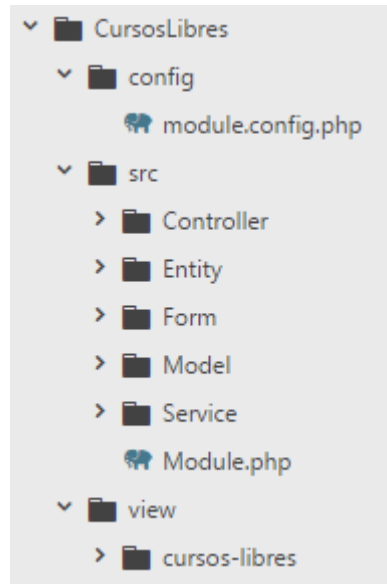 CursosLibres
config
module.config.php
src
Controller
Entity
Form
Model
Service
Module.php
view
cursos-libres